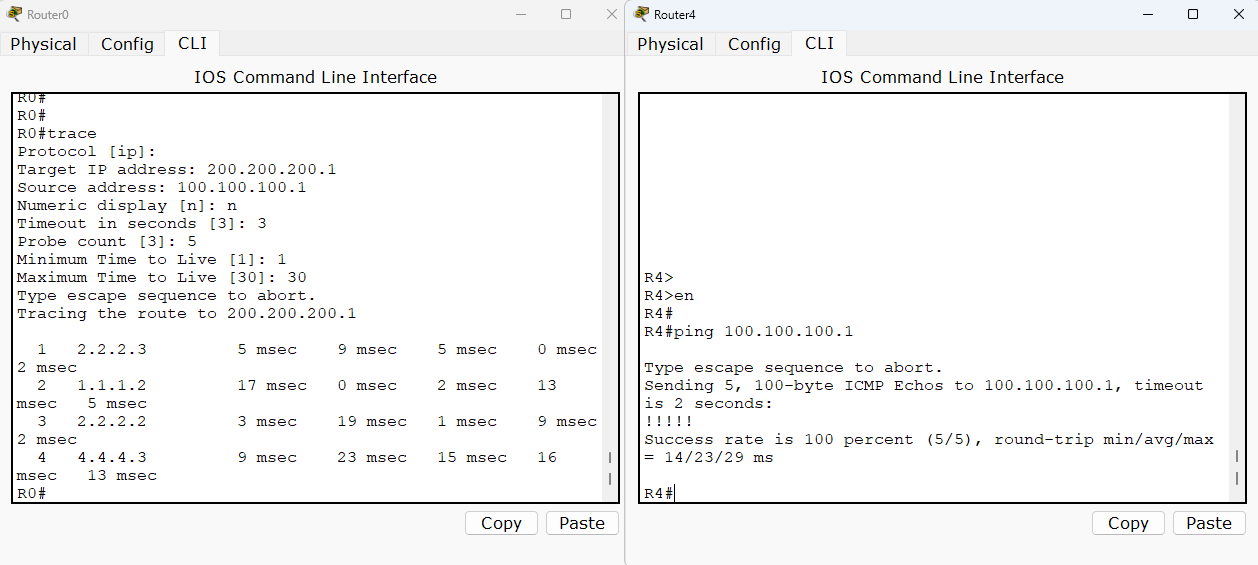 Router0
Physical Config CLI
IOS Command Line Interface
R0#
R0#
R0#trace
Protocol [ip]:
Target IP address: 200.200.200.1
Source address: 100.100.100.1
Numeric display [n]: n
Timeout in seconds [3]: 3
Probe count [3]: 5
Minimum Time to Live [1]: 1
Maximum Time to Live [30]: 30
Type escape sequence to abort.
Tracing the route to 200.200.200.1
1 2.2.2.3 5 msec 9 msec 5 msec 0 msec
2 msec
2 1.1.1.2 17 msec 0 msec 2 msec 13
msec 5 msec
3 2.2.2.2 3 msec 19 msec 1 msec 9 msec
2 msec
4 4.4.4.3 9 msec 23 msec 15 msec 16
msec 13 msec
R0#
Copy Paste
Router4
Physical Config CLI
IOS Command Line Interface
R4>
R4>en
R4#
R4#ping 100.100.100.1
Type escape sequence to abort.
Sending 5, 100-byte ICMP Echos to 100.100.100.1, timeout
is 2 seconds:
!!!!!
Success rate is 100 percent (5/5), round-trip min/avg/max
= 14/23/29 ms
R4#
Copy Paste